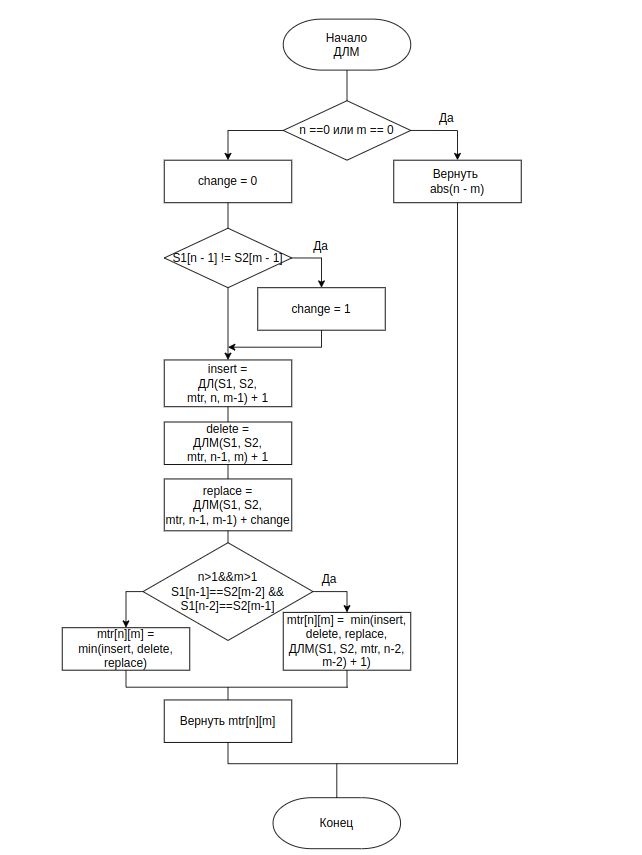 Начало
ДЛМ
n ==0 или m == 0
Да
change = 0
Вернуть
abs(n - m)
S1[n - 1] != S2[m - 1]
Да
change = 1
insert =
ДЛ(S1, S2,
mtr, n, m-1) + 1
delete =
ДЛМ(S1, S2,
mtr, n-1, m) + 1
replace =
ДЛМ(S1, S2,
mtr, n-1, m-1) + change
n>1&&m>1
S1[n-1]==S2[m-2] &&
S1[n-2]==S2[m-1]
Да
mtr[n][m] =
min(insert, delete,
replace)
mtr[n][m] = min(insert,
delete, replace,
ДЛМ(S1, S2, mtr, n-2,
m-2) + 1)
Вернуть mtr[n][m]
Конец